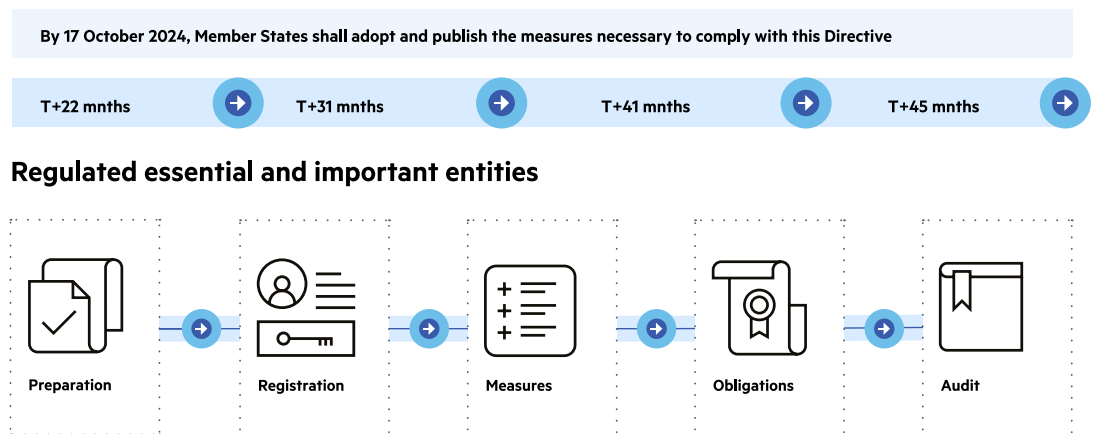 By 17 October 2024, Member States shall adopt and publish the measures necessary to comply with this Directive
T+22 mnths
T+31 mnths
T+41 mnths
T+45 mnths
Regulated essential and important entities
Preparation
Registration
Measures
Obligations
Audit